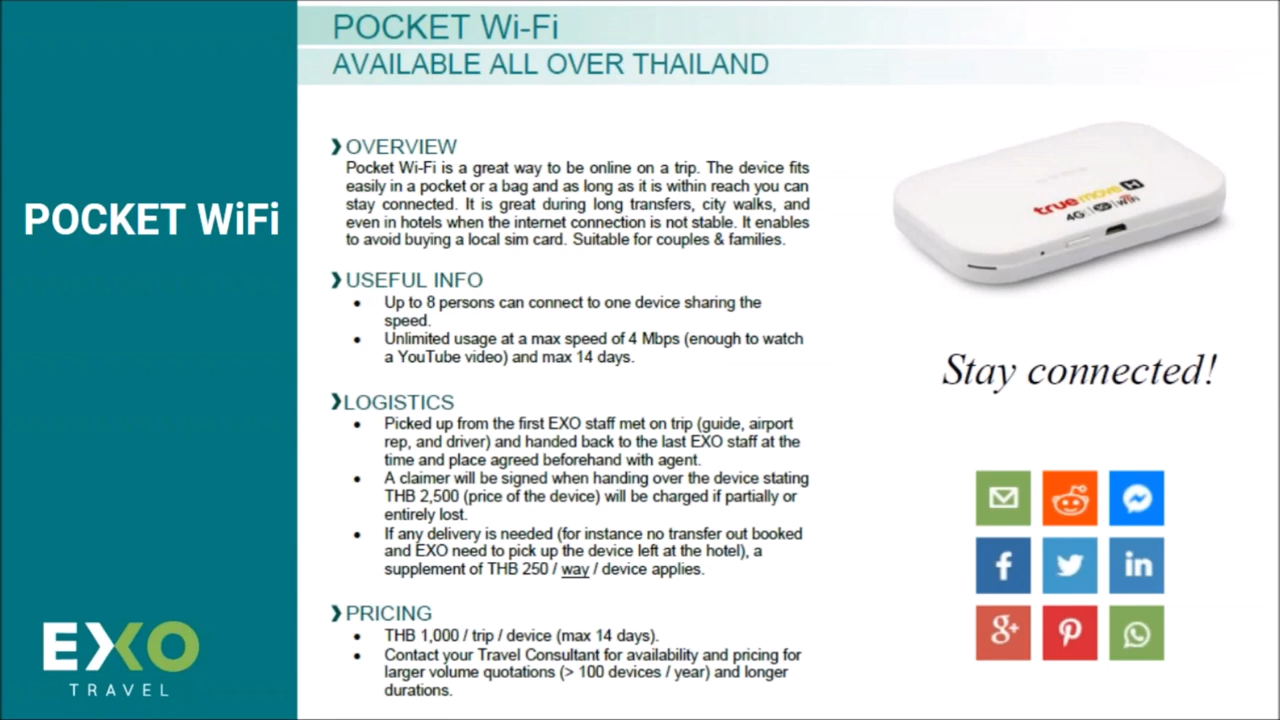 POCKET WiFi
EXO
TRAVEL
POCKET Wi-Fi
AVAILABLE ALL OVER THAILAND
❯OVERVIEW
Pocket Wi-Fi is a great way to be online on a trip. The device fits
easily in a pocket or a bag and as long as it is within reach you can
stay connected. It is great during long transfers, city walks, and
even in hotels when the internet connection is not stable. It enables
to avoid buying a local sim card. Suitable for couples & families.
❯USEFUL INFO
• Up to 8 persons can connect to one device sharing the
speed.
• Unlimited usage at a max speed of 4 Mbps (enough to watch
a YouTube video) and max 14 days.
❯LOGISTICS
• Picked up from the first EXO staff met on trip (guide, airport
rep, and driver) and handed back to the last EXO staff at the
time and place agreed beforehand with agent.
• A claimer will be signed when handing over the device stating
THB 2,500 (price of the device) will be charged if partially or
entirely lost.
• If any delivery is needed (for instance no transfer out booked
and EXO need to pick up the device left at the hotel), a
supplement of THB 250 / way / device applies.
❯PRICING
• THB 1,000 / trip / device (max 14 days).
• Contact your Travel Consultant for availability and pricing for
larger volume quotations (> 100 devices / year) and longer
durations.
truemove H
4G WiFi
Stay connected!
f
in
g+